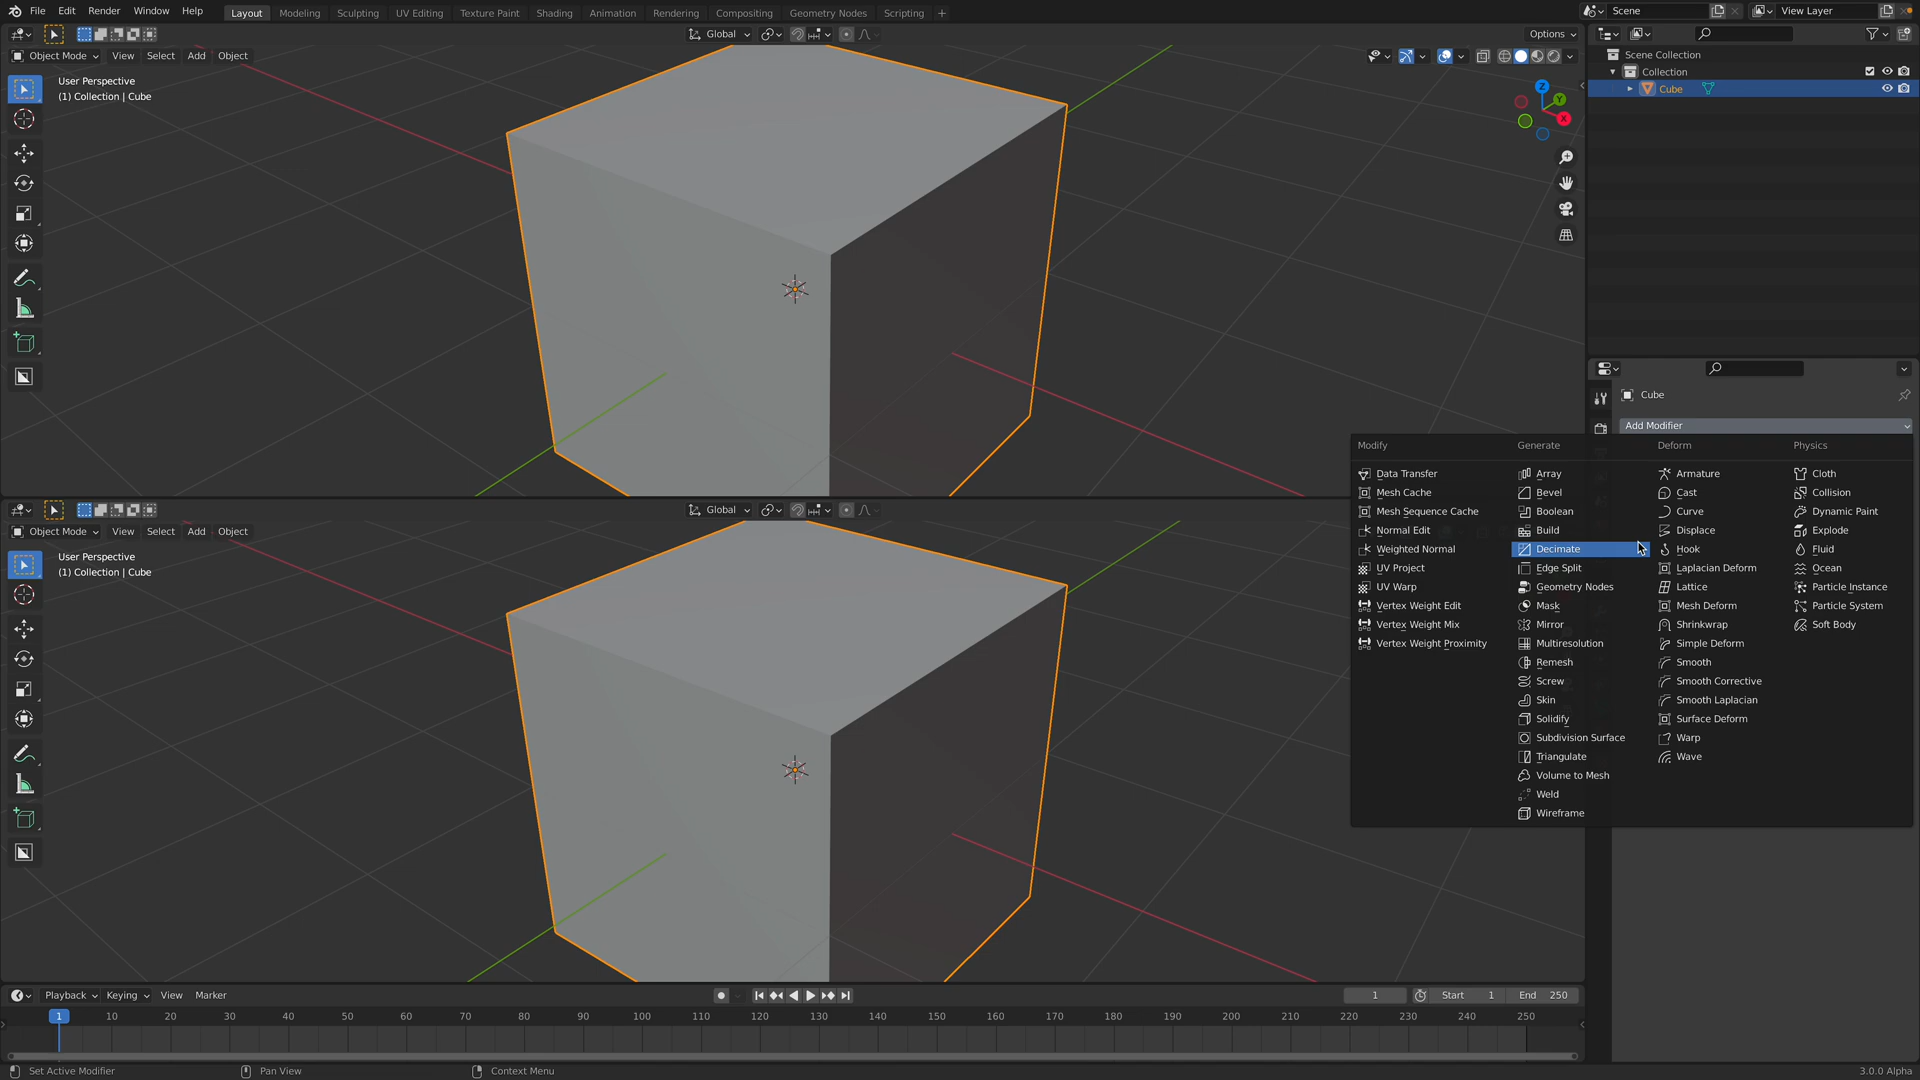 File Edit Render Window Help
Layout Modeling Sculpting UV Editing Texture Paint Shading Animation Rendering Compositing Geometry Nodes Scripting +
Scene
View Layer
Global
Options
Object Mode View Select Add Object
User Perspective
(1) Collection | Cube
Z
Y
X
Scene Collection
Collection
Cube
Cube
Add Modifier
Modify
Data Transfer
Mesh Cache
Mesh Sequence Cache
Normal Edit
Weighted Normal
UV Project
UV Warp
Vertex Weight Edit
Vertex Weight Mix
Vertex Weight Proximity
Generate
Array
Bevel
Boolean
Build
Decimate
Edge Split
Geometry Nodes
Mask
Mirror
Multiresolution
Remesh
Screw
Skin
Solidify
Subdivision Surface
Triangulate
Volume to Mesh
Weld
Wireframe
Deform
Armature
Cast
Curve
Displace
Hook
Laplacian Deform
Lattice
Mesh Deform
Shrinkwrap
Simple Deform
Smooth
Smooth Corrective
Smooth Laplacian
Surface Deform
Warp
Wave
Physics
Cloth
Collision
Dynamic Paint
Explode
Fluid
Ocean
Particle Instance
Particle System
Soft Body
Global
Object Mode View Select Add Object
User Perspective
(1) Collection | Cube
Playback Keying View Marker
1 Start 1 End 250
1 10 20 30 40 50 60 70 80 90 100 110 120 130 140 150 160 170 180 190 200 210 220 230 240 250
Set Active Modifier Pan View Context Menu 3.0.0 Alpha